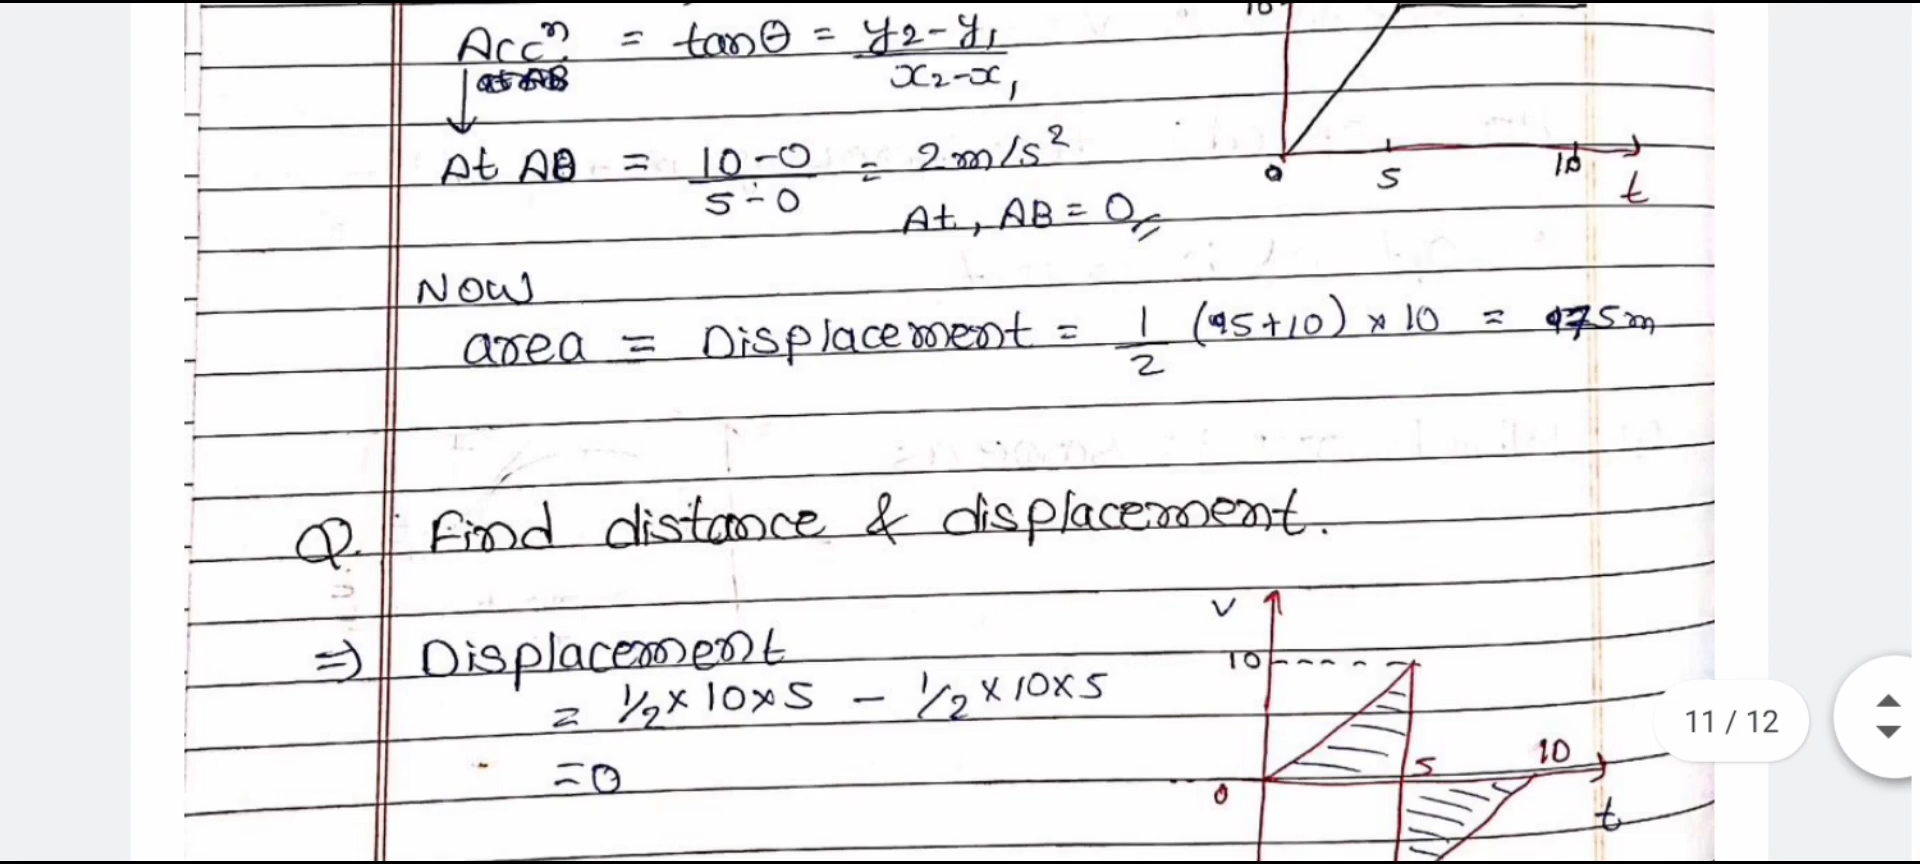 Accⁿ. = tanθ = y₂-y₁ / x₂-x₁
10
At AO = 10-0 / 5-0 = 2m/s²
0 5 10 t
At, AB = 0
Now
area = Displacement = 1/2 (5+10) × 10 = 75m
Q. Find distance & displacement.
v
⇒ Displacement
10
= 1/2 × 10×5 - 1/2 × 10×5
11 / 12
5 10
= 0
0
t